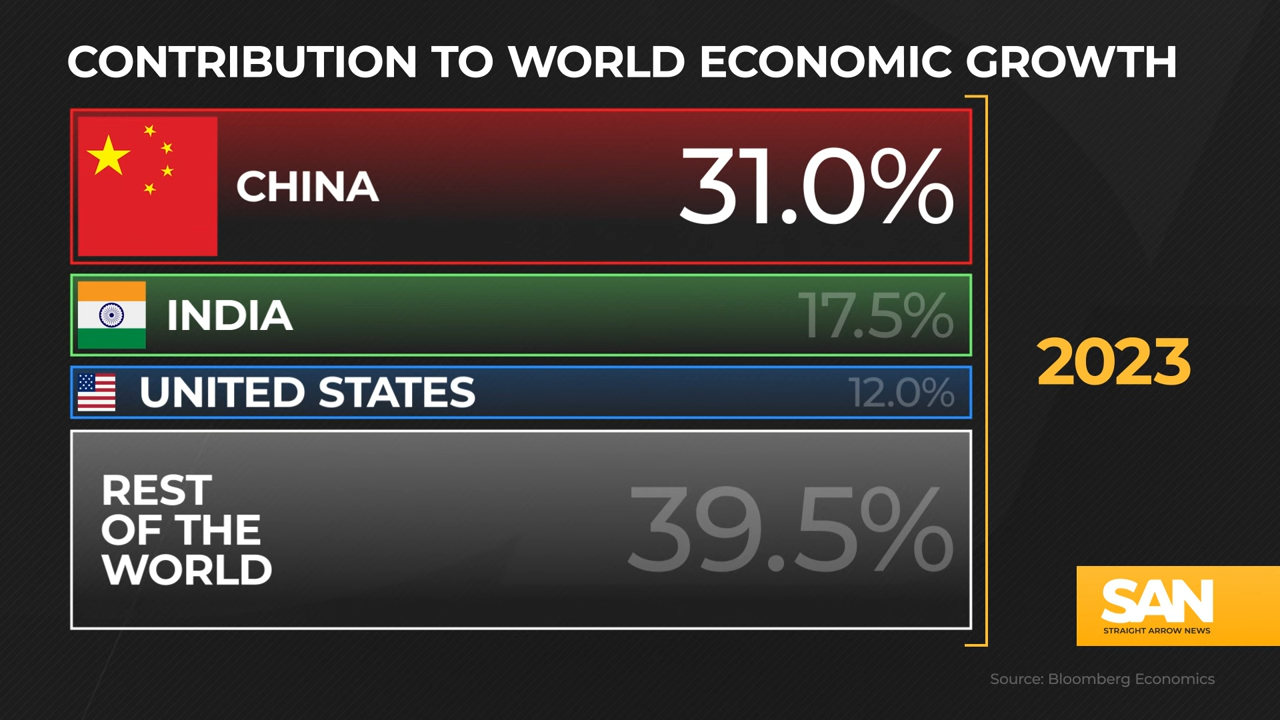 CONTRIBUTION TO WORLD ECONOMIC GROWTH
CHINA 31.0%
INDIA 17.5%
UNITED STATES 12.0%
REST
OF THE
WORLD
39.5%
2023
SAN
STRAIGHT ARROW NEWS
Source: Bloomberg Economics